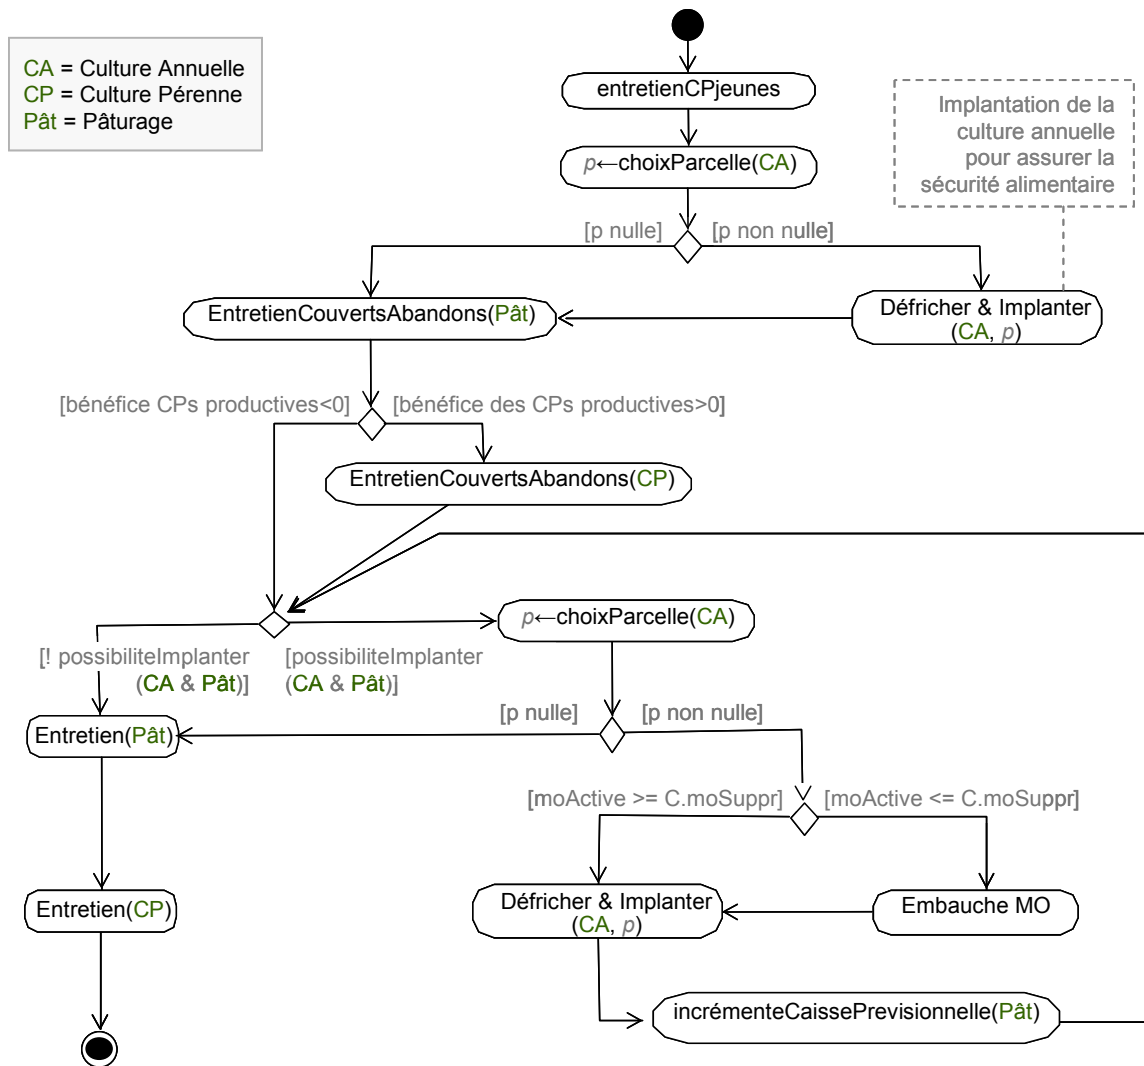 CA = Culture Annuelle
CP = Culture Pérenne
Pât = Pâturage
entretienCPjeunes
Implantation de la
culture annuelle
pour assurer la
sécurité alimentaire
p←choixParcelle(CA)
[p nulle]
[p non nulle]
EntretienCouvertsAbandons(Pât)
Défricher & Implanter
(CA, p)
[bénéfice CPs productives<0]
[bénéfice des CPs productives>0]
EntretienCouvertsAbandons(CP)
p←choixParcelle(CA)
[! possibiliteImplanter
(CA & Pât)]
[possibiliteImplanter
(CA & Pât)]
[p nulle]
[p non nulle]
Entretien(Pât)
[moActive >= C.moSuppr]
[moActive <= C.moSuppr]
Défricher & Implanter
(CA, p)
Embauche MO
Entretien(CP)
incrémenteCaissePrevisionnelle(Pât)